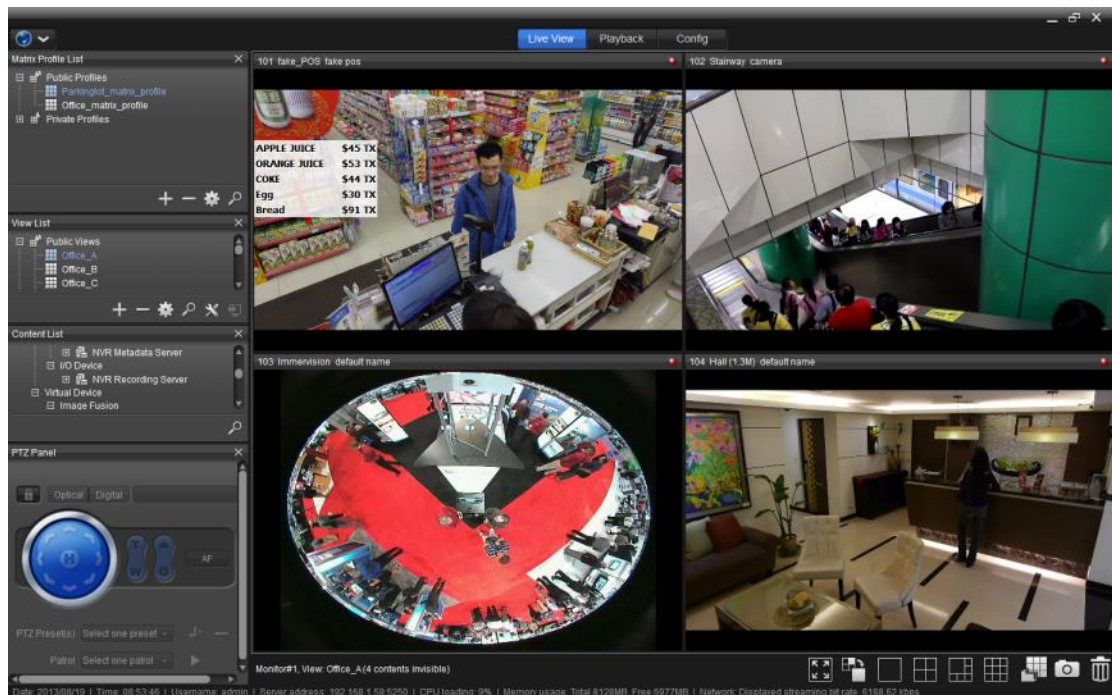 Live View
Playback
Config
Matrix Profile List
Public Profiles
Parkinglot_matrix_profile
Office_matrix_profile
Private Profiles
View List
Public Views
Office_A
Office_B
Office_C
Content List
NVR Metadata Server
I/O Device
NVR Recording Server
Virtual Device
Image Fusion
PTZ Panel
Optical
Digital
T
W
AF
PTZ Preset(s)
Select one preset
Patrol
Select one patrol
101 fake_POS fake pos
APPLE JUICE $45 TX
ORANGE JUICE $53 TX
COKE $44 TX
Egg $30 TX
Bread $91 TX
102 Stairway camera
103 Immervision default name
104 Hall (1.3M) default name
Monitor#1, View: Office_A(4 contents invisible)
Date: 2013/08/19 | Time: 08:53:46 | Username: admin | Server address: 192.168.1.59:5250 | CPU loading: 9% | Memory usage: Total 8128MB, Free 5977MB | Network: Displayed streaming bit rate: 6188.62 kbps